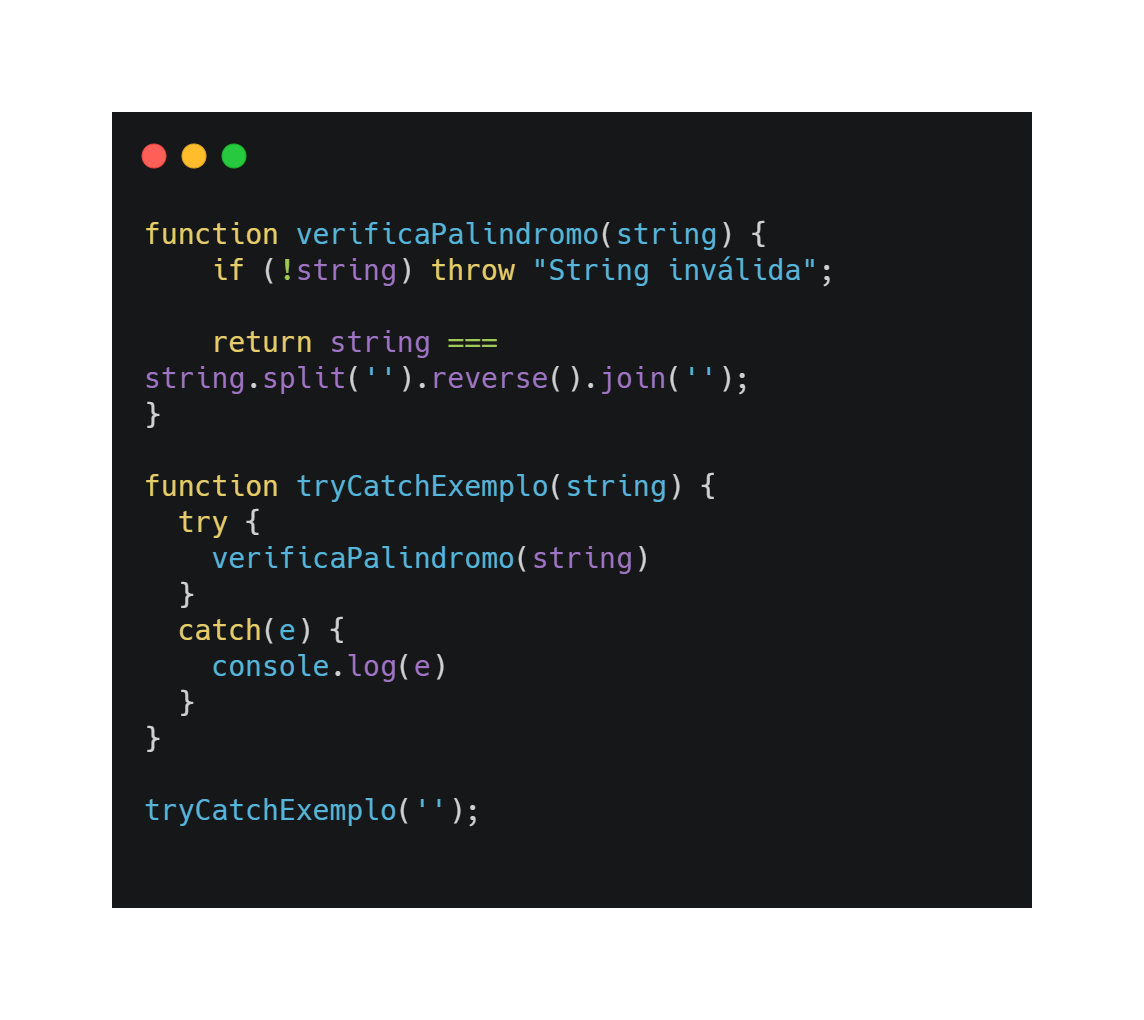 function verificaPalindromo(string) {
    if (!string) throw "String inválida";

    return string ===
string.split('').reverse().join('');
}

function tryCatchExemplo(string) {
  try {
    verificaPalindromo(string)
  }
  catch(e) {
    console.log(e)
  }
}

tryCatchExemplo('');